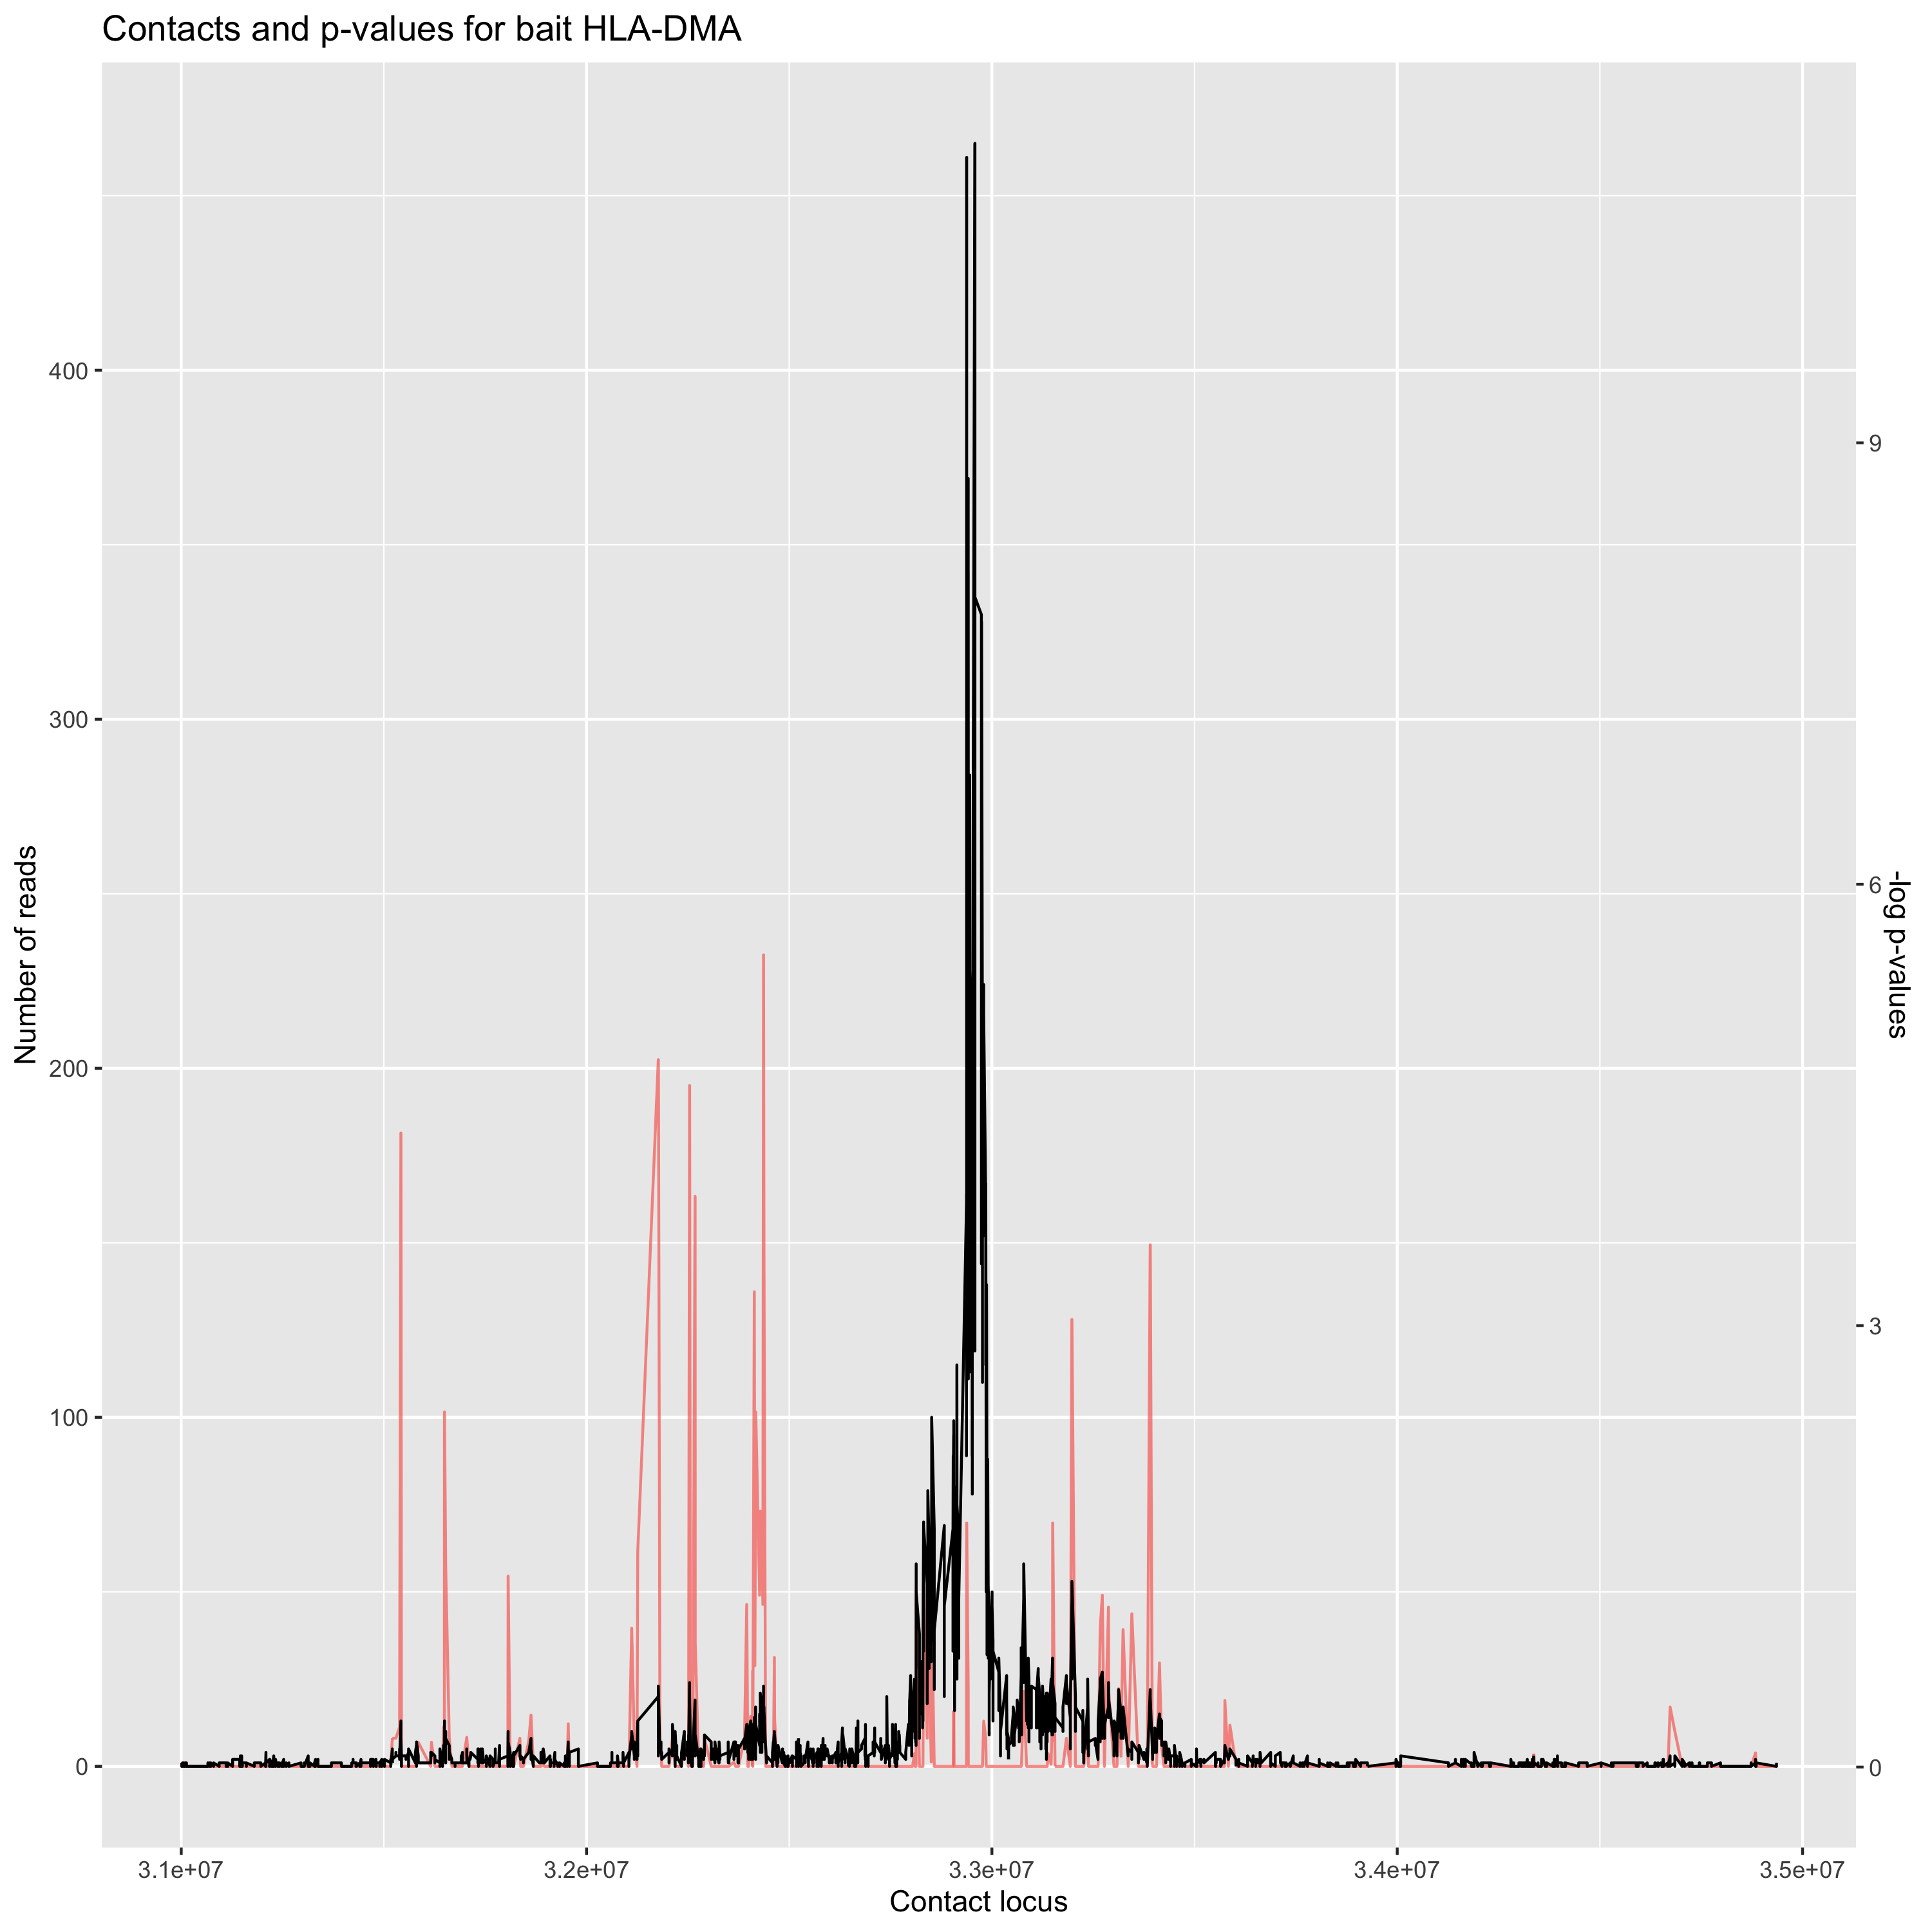 Contacts and p-values for bait HLA-DMA
400
300
200
100
0
Number of reads
9
6
3
0
-log p-values
3.1e+07
3.2e+07
3.3e+07
3.4e+07
3.5e+07
Contact locus